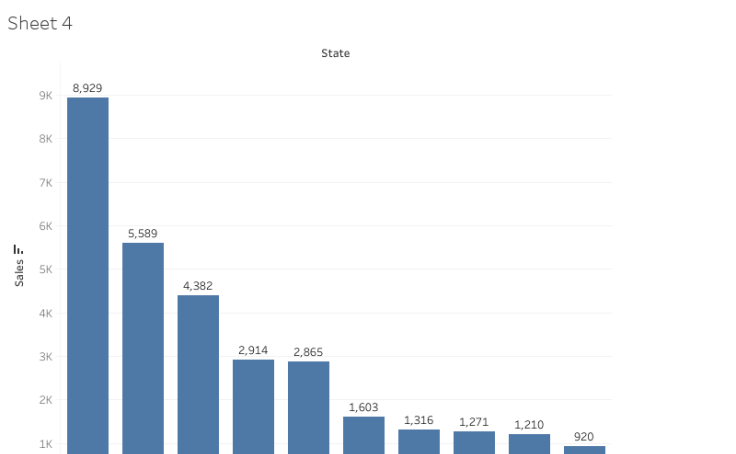 Sheet 4
State
Sales
9K
8K
7K
6K
5K
4K
3K
2K
1K
8,929
5,589
4,382
2,914
2,865
1,603
1,316
1,271
1,210
920